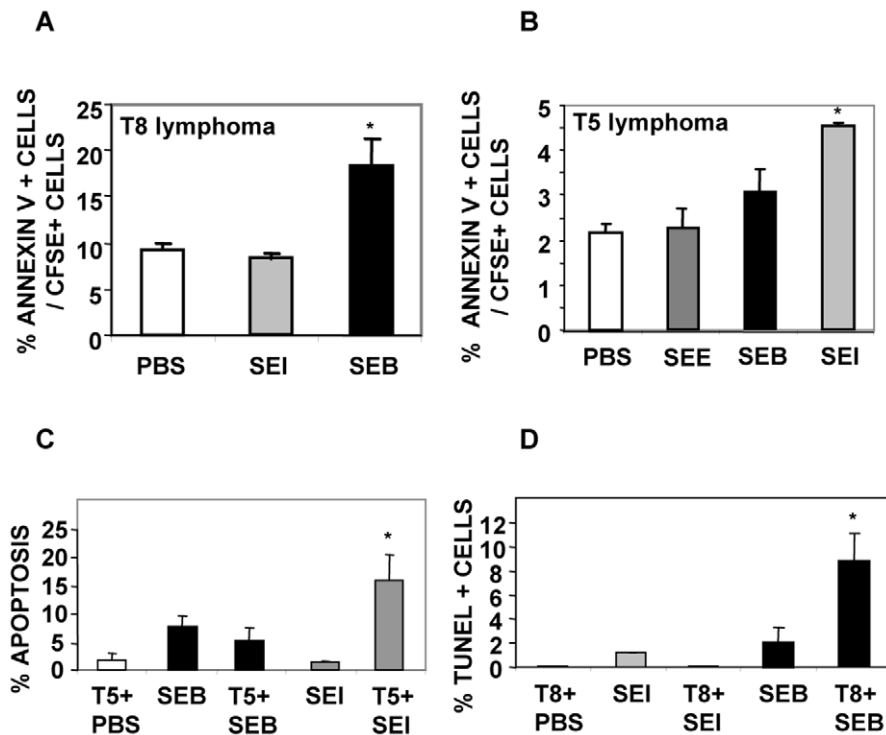 A
% ANNEXIN V + CELLS
/ CFSE+ CELLS
25
20
15
10
5
0
T8 lymphoma
*
PBS SEI SEB
B
% ANNEXIN V + CELLS
/ CFSE+ CELLS
5
4
3
2
1
0
T5 lymphoma
*
PBS SEE SEB SEI
C
% APOPTOSIS
25
20
15
10
5
0
*
T5+ SEB T5+ SEI T5+
PBS SEB SEI
D
% TUNEL + CELLS
12
10
8
6
4
2
0
*
T8+ SEI T8+ SEB T8+
PBS SEI SEB